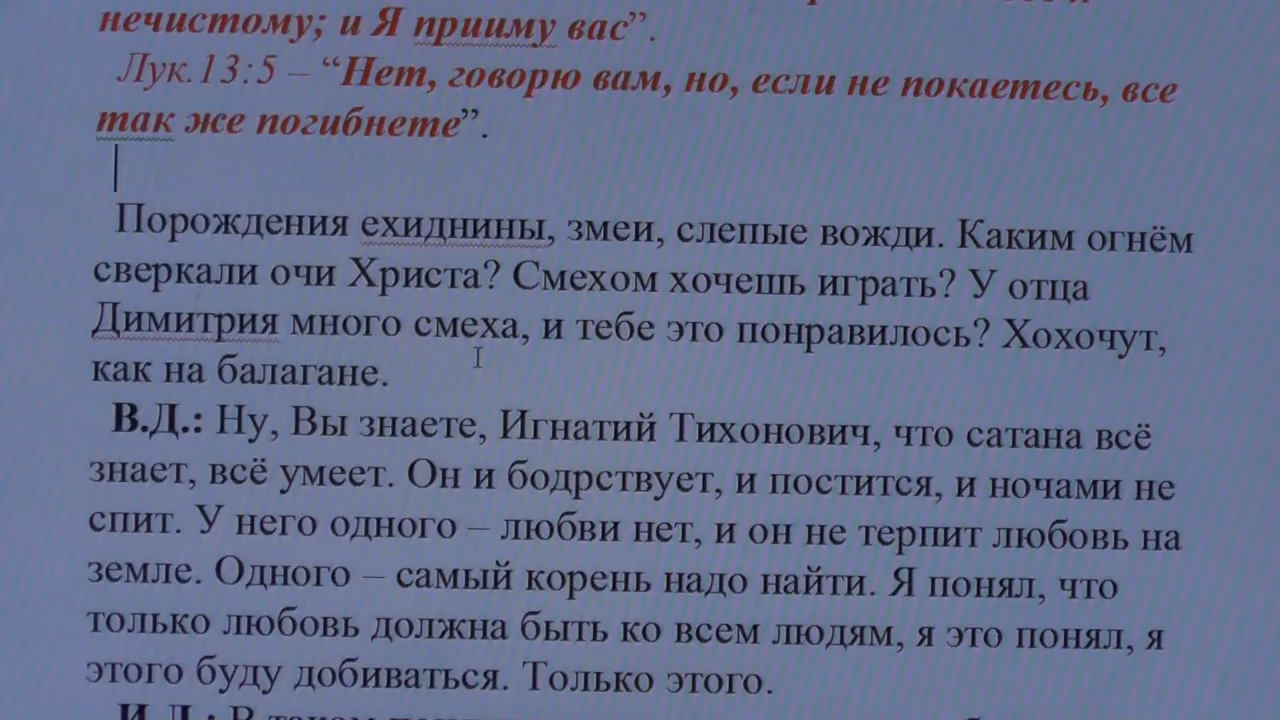 нечистому; и Я прииму вас”.
Лук.13:5 – “Нет, говорю вам, но, если не покаетесь, все
так же погибнете”.
Порождения ехиднины, змеи, слепые вожди. Каким огнём
сверкали очи Христа? Смехом хочешь играть? У отца
Димитрия много смеха, и тебе это понравилось? Хохочут,
как на балагане.
В.Д.: Ну, Вы знаете, Игнатий Тихонович, что сатана всё
знает, всё умеет. Он и бодрствует, и постится, и ночами не
спит. У него одного – любви нет, и он не терпит любовь на
земле. Одного – самый корень надо найти. Я понял, что
только любовь должна быть ко всем людям, я это понял, я
этого буду добиваться. Только этого.